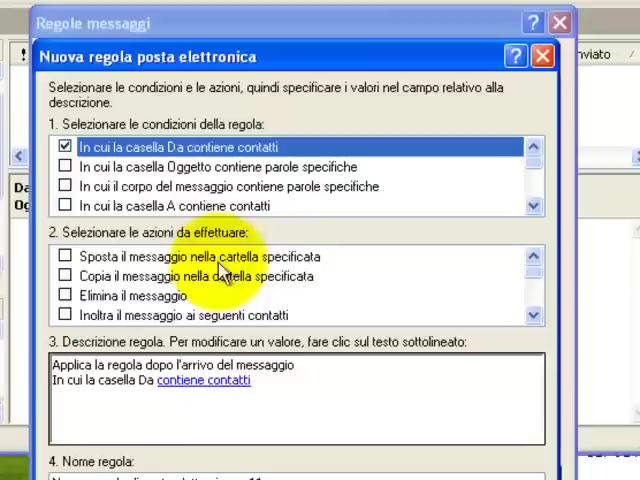 Regole messaggi
nviato
Nuova regola posta elettronica
Selezionare le condizioni e le azioni, quindi specificare i valori nel campo relativo alla
descrizione.
1. Selezionare le condizioni della regola:
In cui la casella Da contiene contatti
In cui la casella Oggetto contiene parole specifiche
In cui il corpo del messaggio contiene parole specifiche
In cui la casella A contiene contatti
Da
Og
2. Selezionare le azioni da effettuare:
Sposta il messaggio nella cartella specificata
Copia il messaggio nella cartella specificata
Elimina il messaggio
Inoltra il messaggio ai seguenti contatti
3. Descrizione regola. Per modificare un valore, fare clic sul testo sottolineato:
Applica la regola dopo l'arrivo del messaggio
In cui la casella Da contiene contatti
4. Nome regola: